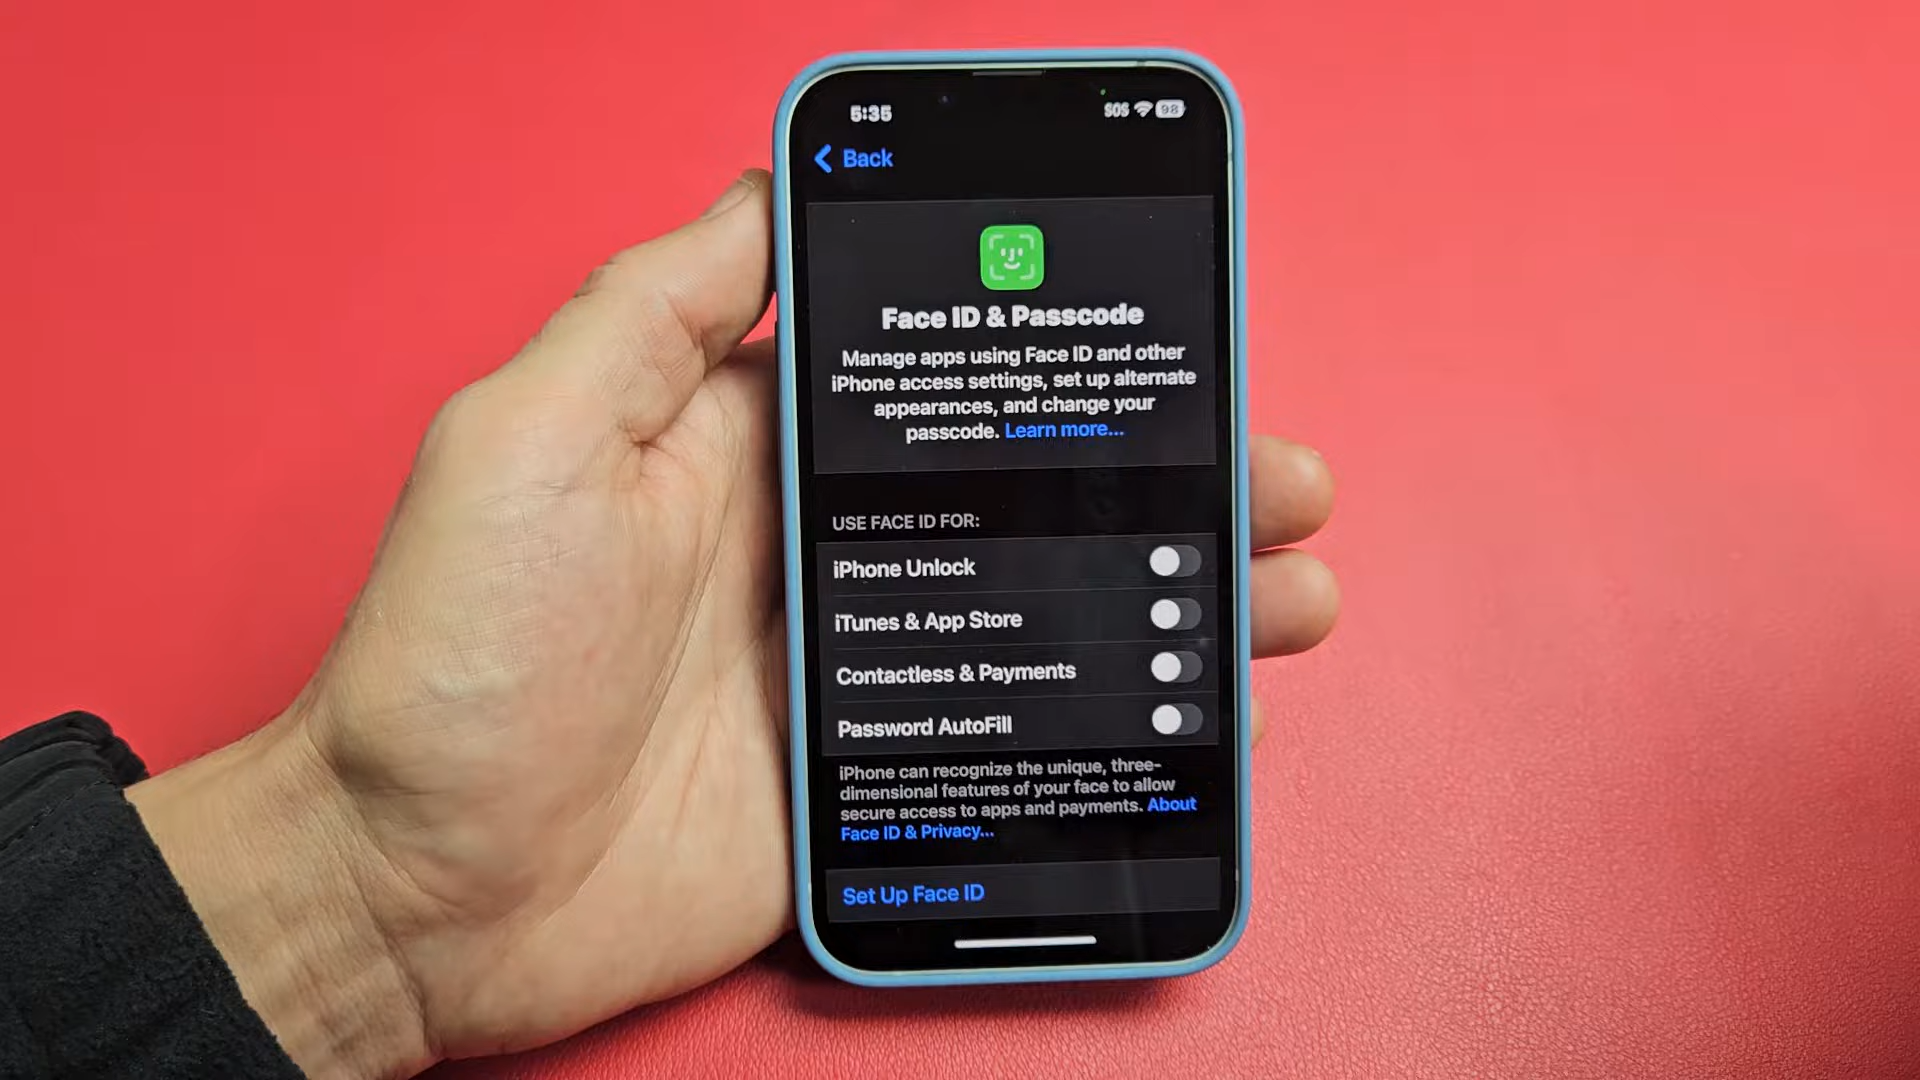 5:35
SOS 98
Back
Face ID & Passcode
Manage apps using Face ID and other
iPhone access settings, set up alternate
appearances, and change your
passcode. Learn more...
USE FACE ID FOR:
iPhone Unlock
iTunes & App Store
Contactless & Payments
Password AutoFill
iPhone can recognize the unique, three-
dimensional features of your face to allow
secure access to apps and payments. About
Face ID & Privacy...
Set Up Face ID